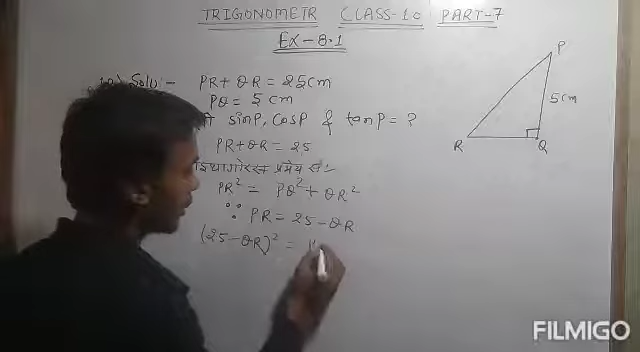 TRIGONOMETR CLASS-10 PART-7
EX-8.1
Solu:- PR+QR = 25cm
PQ = 5 cm
sinP, CosP & tanP = ?
PR+QR = 25
प्रमेय से:
PR² = PQ²+QR²
∵ PR = 25-QR
(25-QR)² =
P
5cm
R
Q
FILMIGO